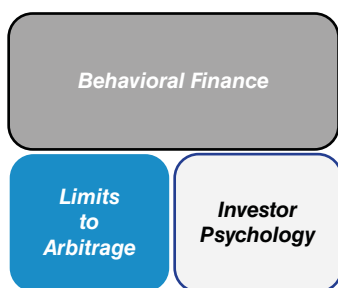 Behavioral Finance
Limits
to
Arbitrage
Investor
Psychology